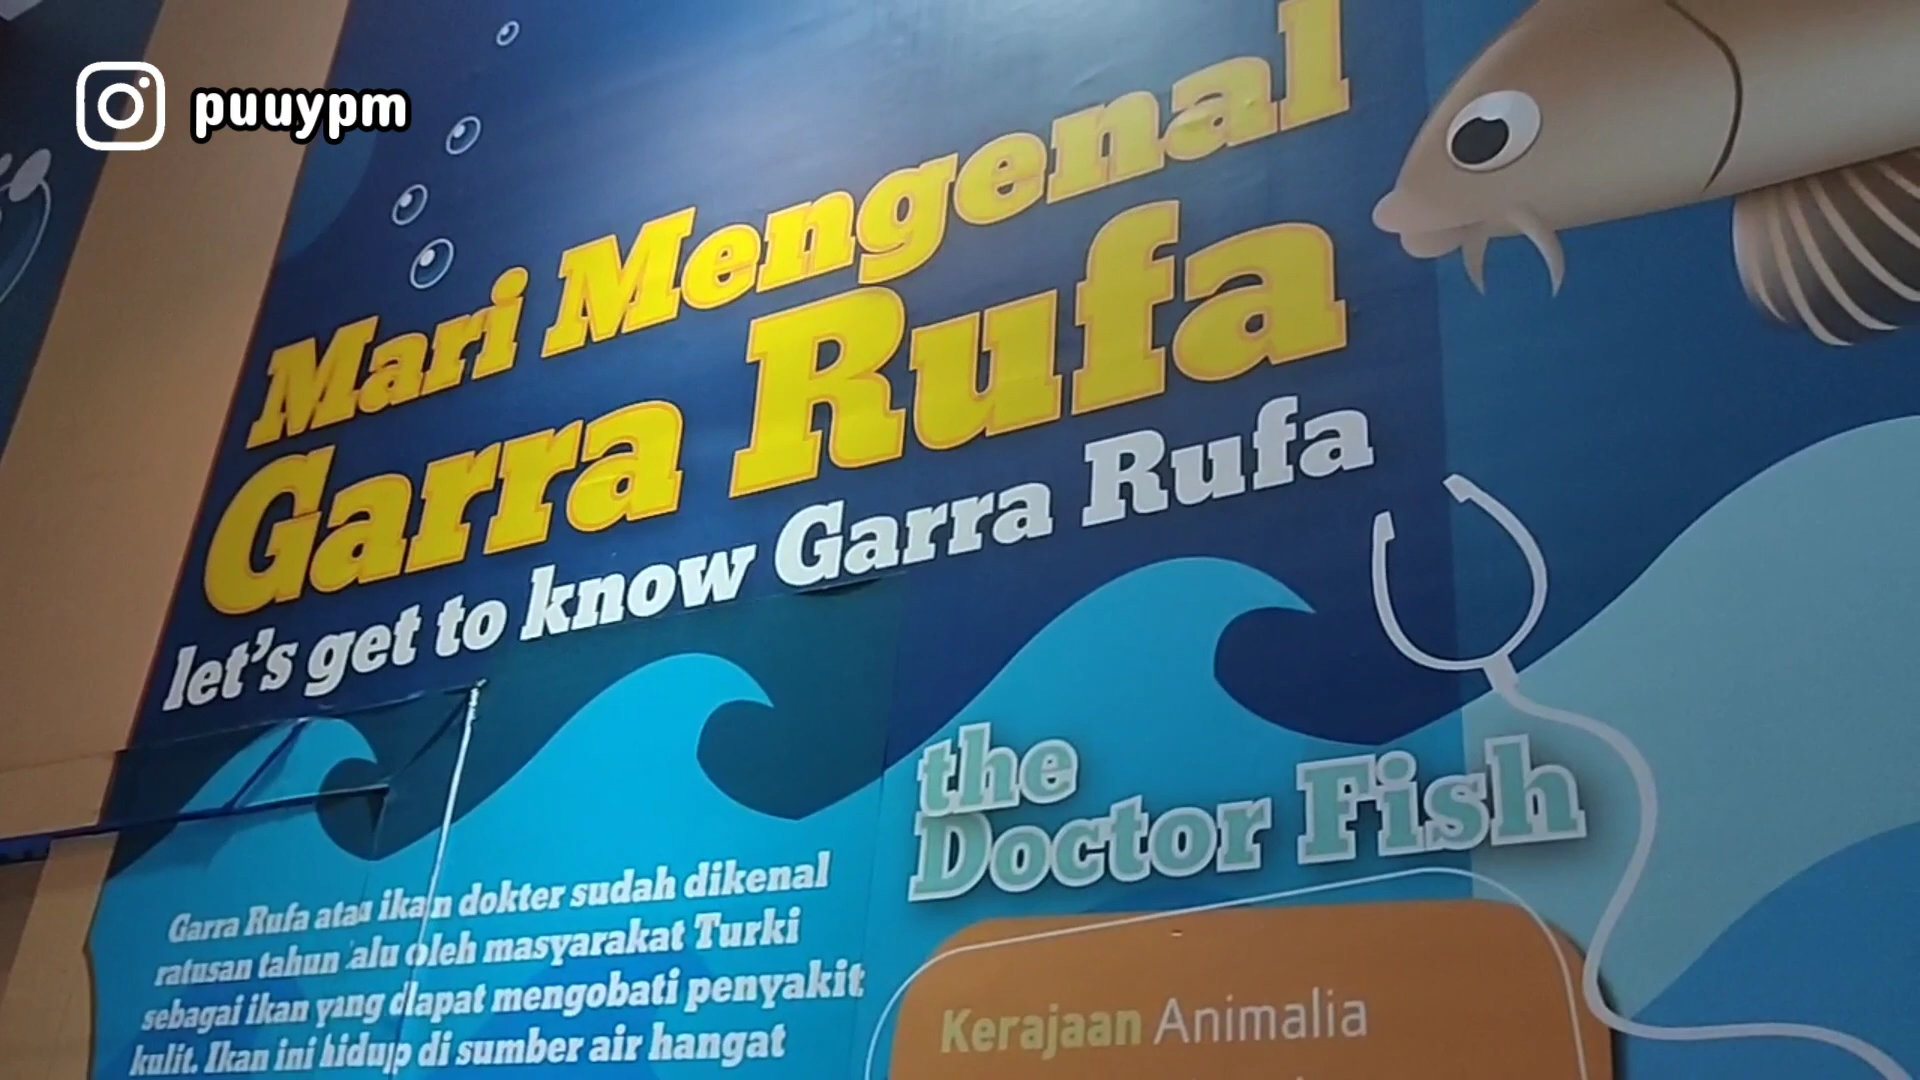 puuypm
Mari Mengenal
Garra Rufa
let's get to know Garra Rufa
the
Doctor Fish
Garra Rufa atau ikan dokter sudah dikenal
ratusan tahun lalu oleh masyarakat Turki
sebagai ikan yang dapat mengobati penyakit
kulit. Ikan ini hidup di sumber air hangat
Kerajaan Animalia